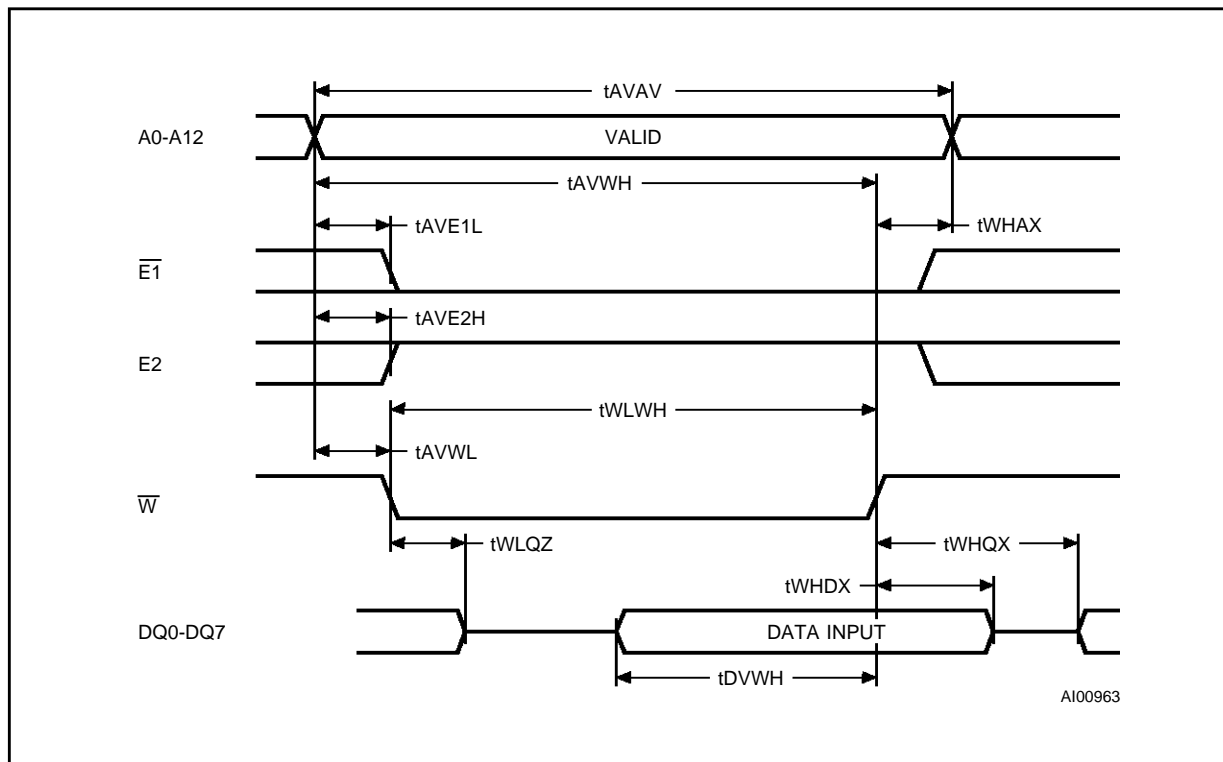 tAVAV
A0-A12
VALID
tAVWH
tAVE1L
tWHAX
E1
tAVE2H
E2
tWLWH
tAVWL
W
tWLQZ
tWHQX
tWHDX
DQ0-DQ7
DATA INPUT
tDVWH
AI00963